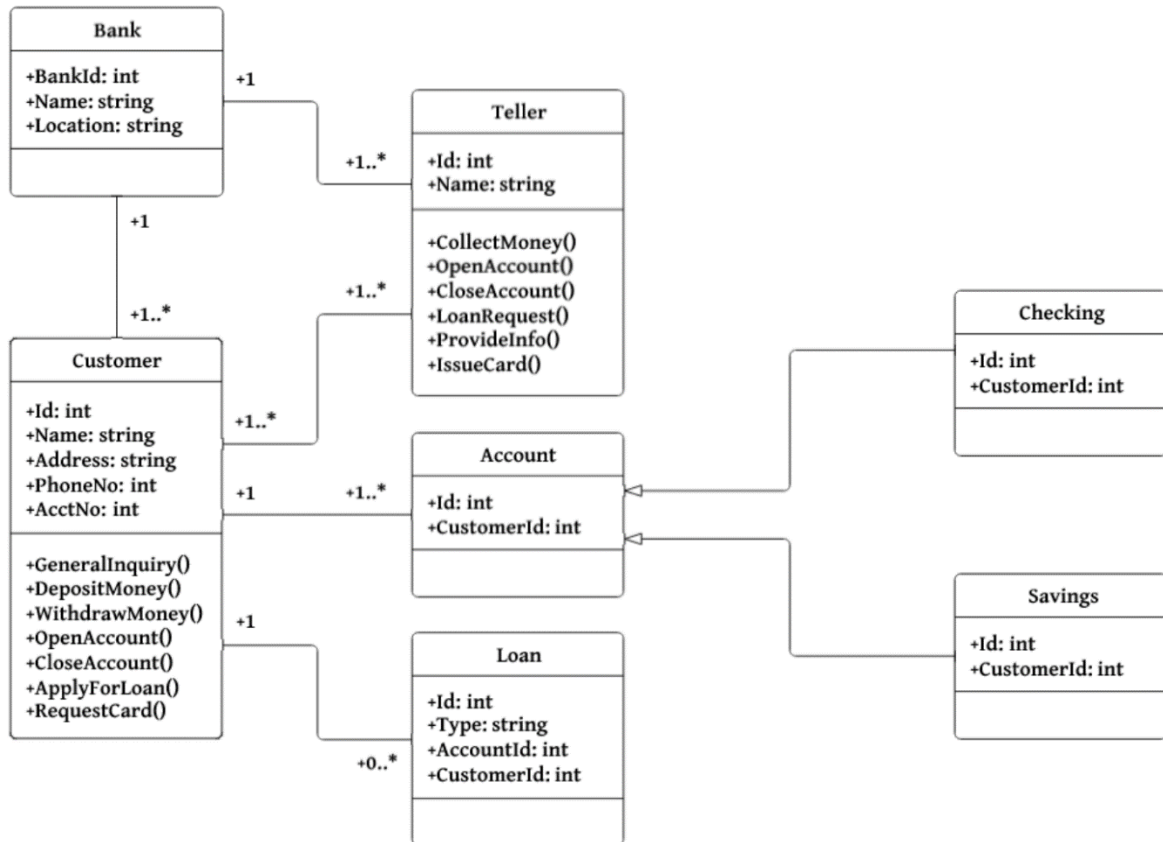 Bank
+BankId: int
+Name: string
+Location: string
+1
+1..*
+1
+1..*
Teller
+Id: int
+Name: string
+CollectMoney()
+OpenAccount()
+CloseAccount()
+LoanRequest()
+ProvideInfo()
+IssueCard()
+1..*
+1..*
Customer
+Id: int
+Name: string
+Address: string
+PhoneNo: int
+AcctNo: int
+GeneralInquiry()
+DepositMoney()
+WithdrawMoney()
+OpenAccount()
+CloseAccount()
+ApplyForLoan()
+RequestCard()
+1
+1..*
Account
+Id: int
+CustomerId: int
+1
+0..*
Loan
+Id: int
+Type: string
+AccountId: int
+CustomerId: int
Checking
+Id: int
+CustomerId: int
Savings
+Id: int
+CustomerId: int